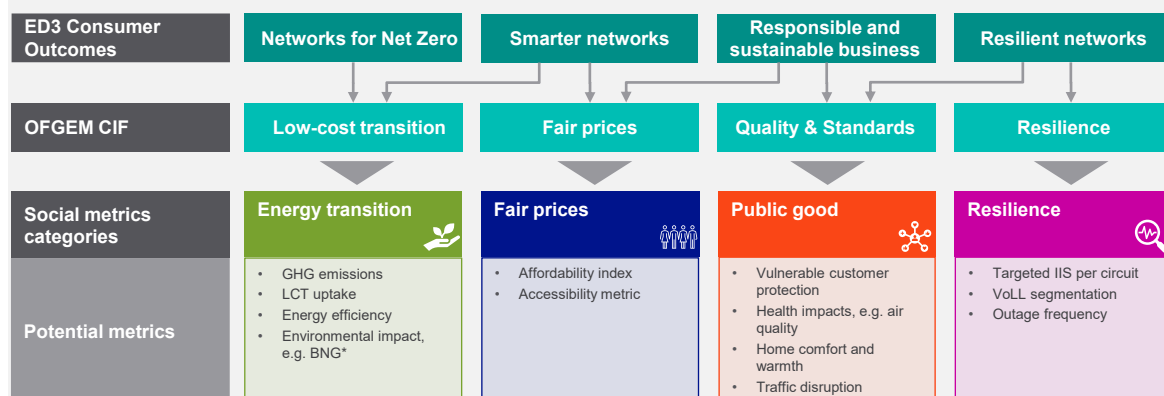 ED3 Consumer
Outcomes
Networks for Net Zero
Smarter networks
Responsible and
sustainable business
Resilient networks
OFGEM CIF
Low-cost transition
Fair prices
Quality & Standards
Resilience
Social metrics
categories
Energy transition
Fair prices
Public good
Resilience
Potential metrics
• GHG emissions
• LCT uptake
• Energy efficiency
• Environmental impact,
e.g. BNG*
• Affordability index
• Accessibility metric
• Vulnerable customer
protection
• Health impacts, e.g. air
quality
• Home comfort and
warmth
• Traffic disruption
• Targeted IIS per circuit
• VoLL segmentation
• Outage frequency